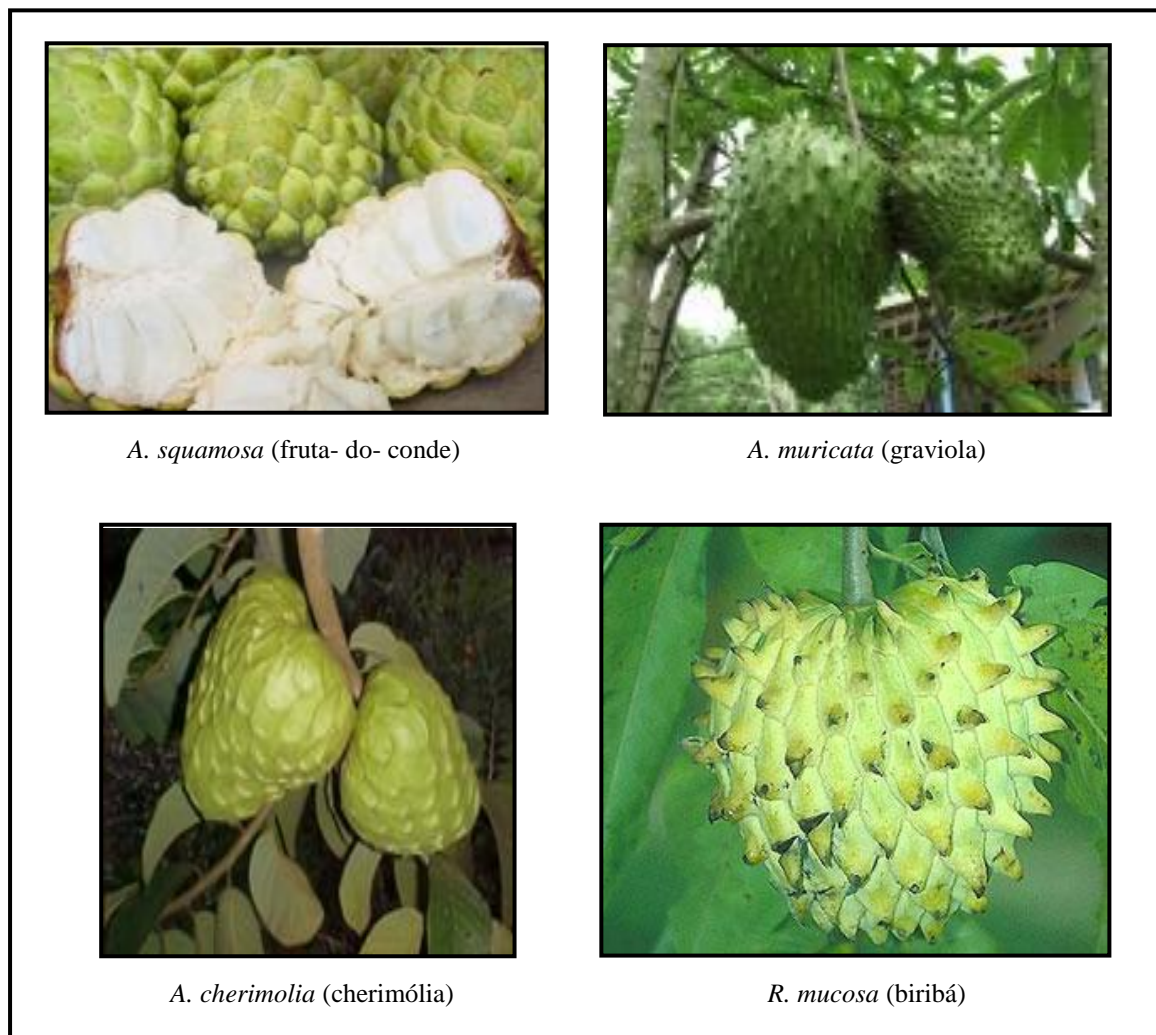 A. squamosa (fruta- do- conde)
A. muricata (graviola)
A. cherimolia (cherimólia)
R. mucosa (biribá)